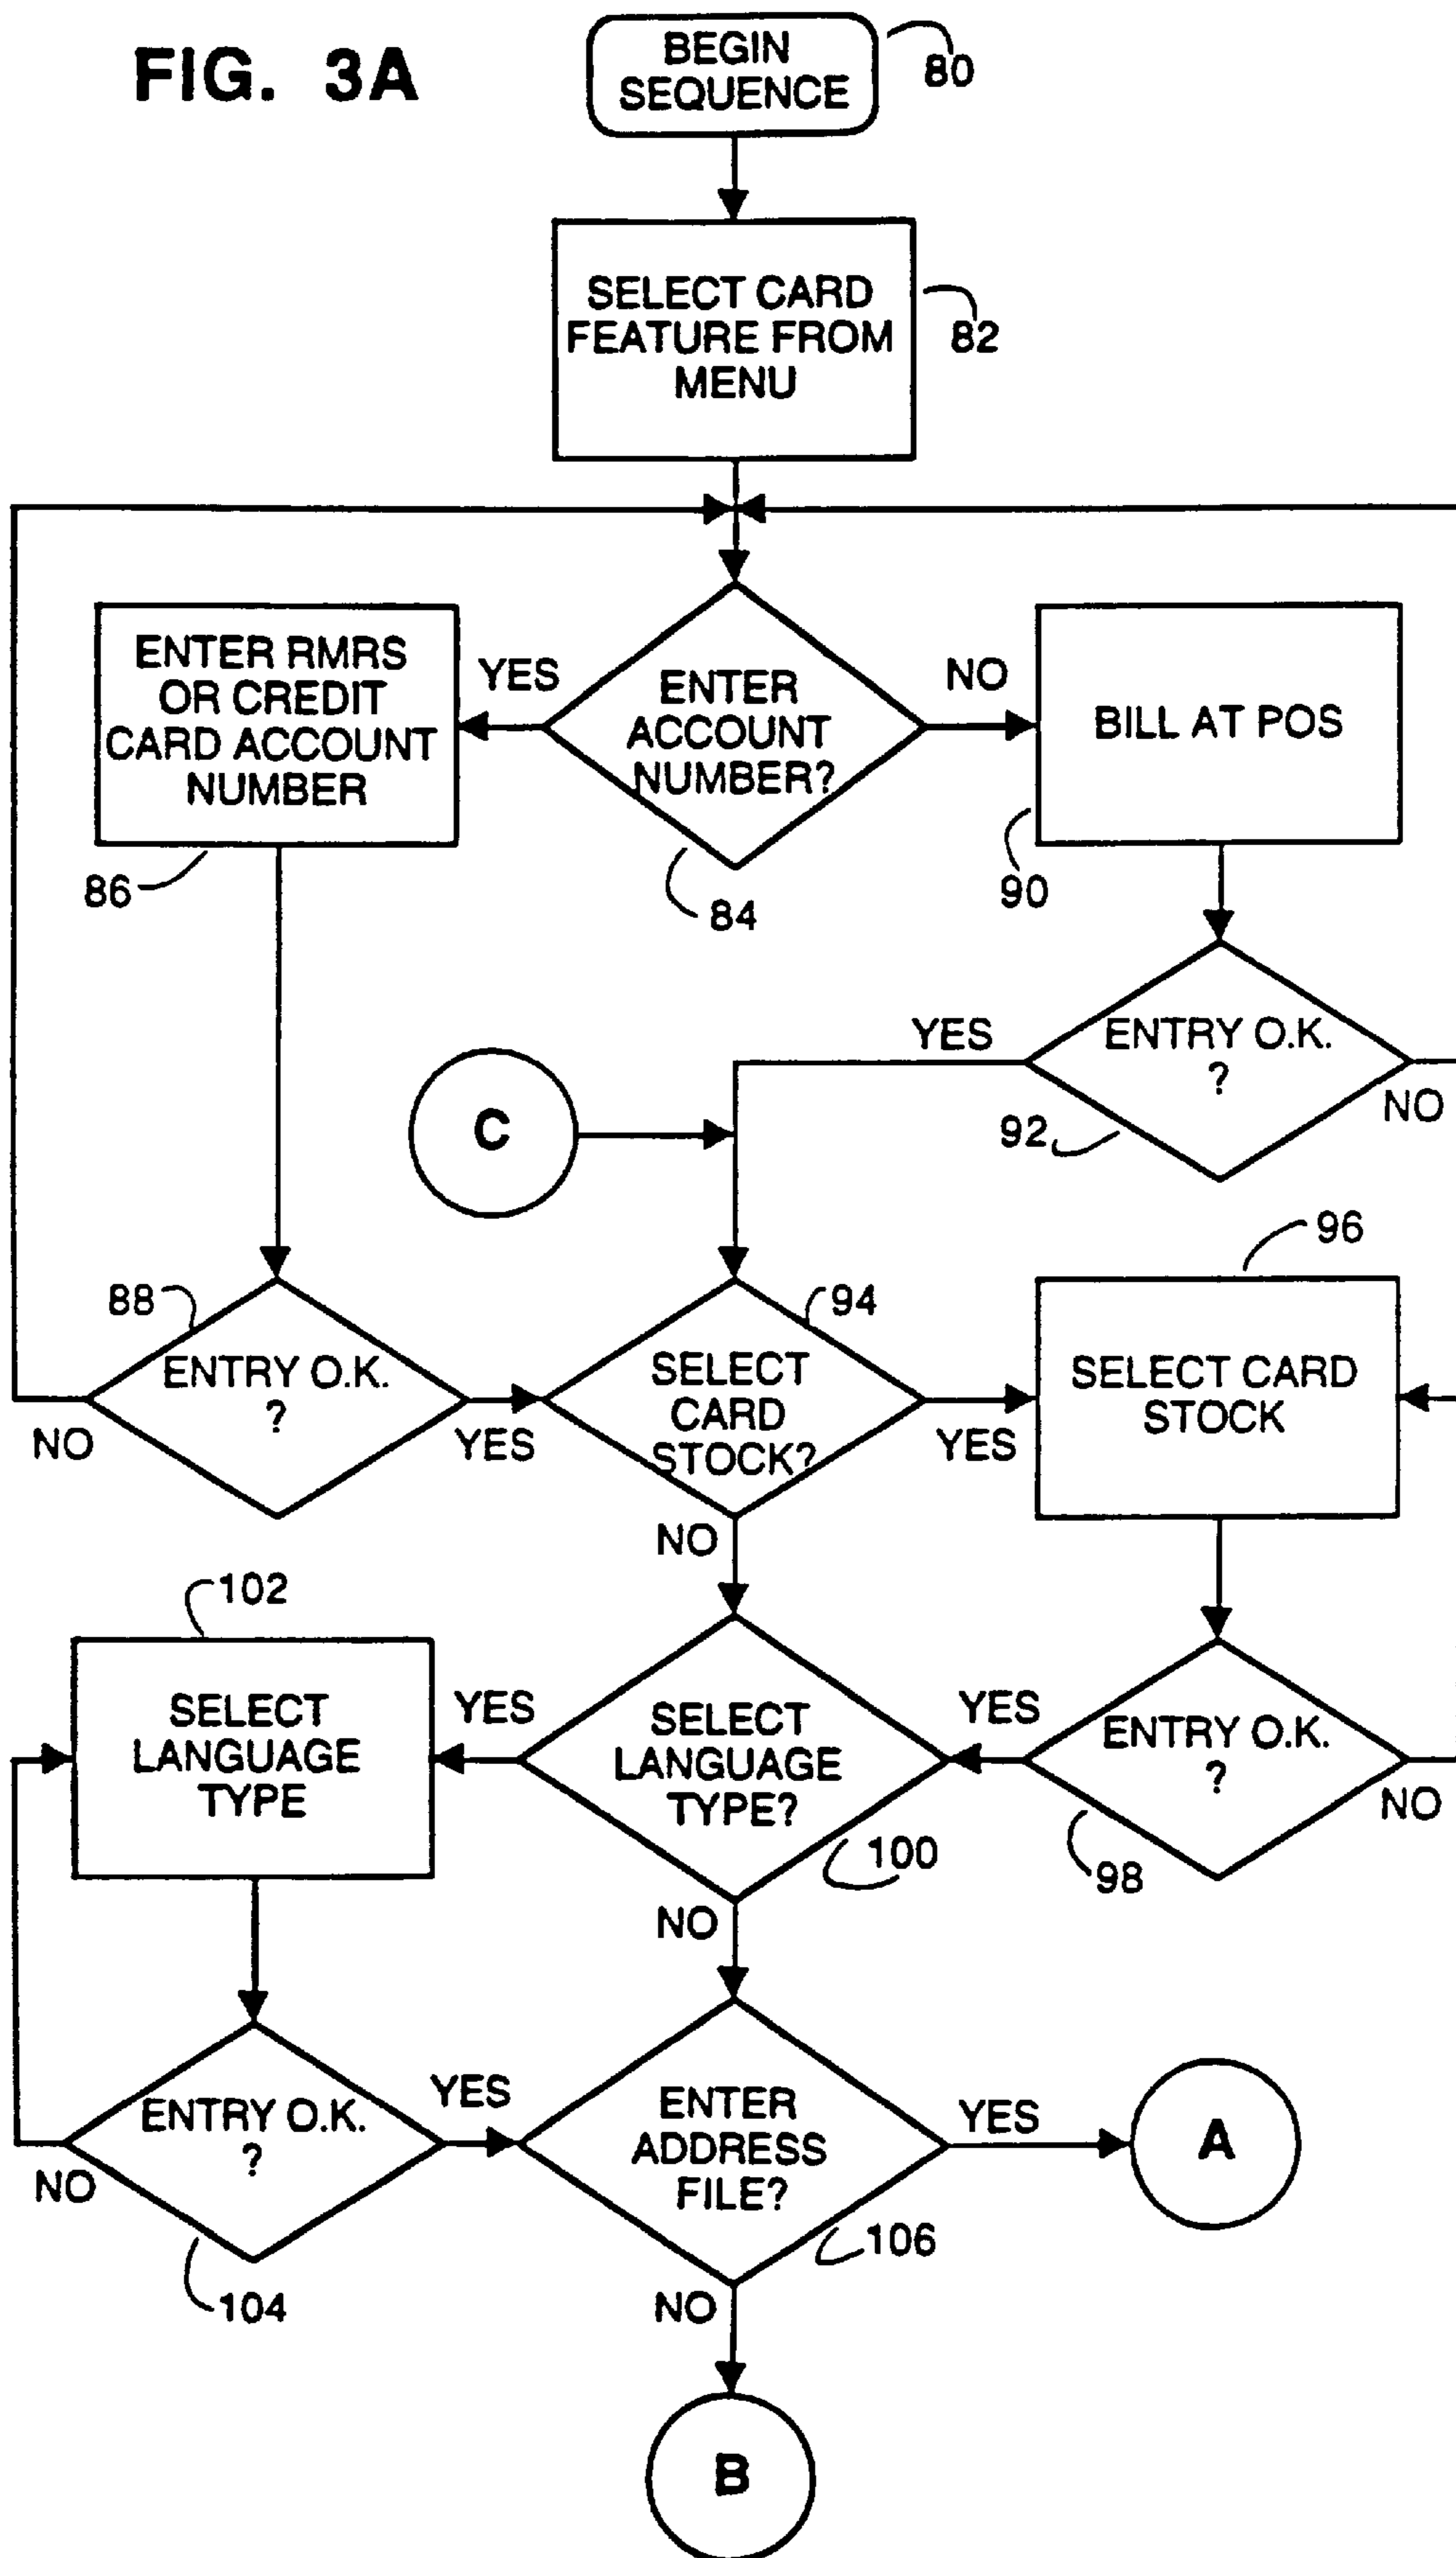 FIG. 3A
BEGIN
SEQUENCE
80
SELECT CARD
FEATURE FROM
MENU
82
ENTER RMRS
OR CREDIT
CARD ACCOUNT
NUMBER
86
YES
ENTER
ACCOUNT
NUMBER?
84
NO
BILL AT POS
90
YES
ENTRY O.K.
?
NO
92
C
88
ENTRY O.K.
?
NO
YES
94
SELECT
CARD
STOCK?
YES
NO
96
SELECT CARD
STOCK
102
SELECT
LANGUAGE
TYPE
YES
SELECT
LANGUAGE
TYPE?
100
NO
YES
ENTRY O.K.
?
NO
98
ENTRY O.K.
?
NO
104
YES
ENTER
ADDRESS
FILE?
106
YES
A
NO
B